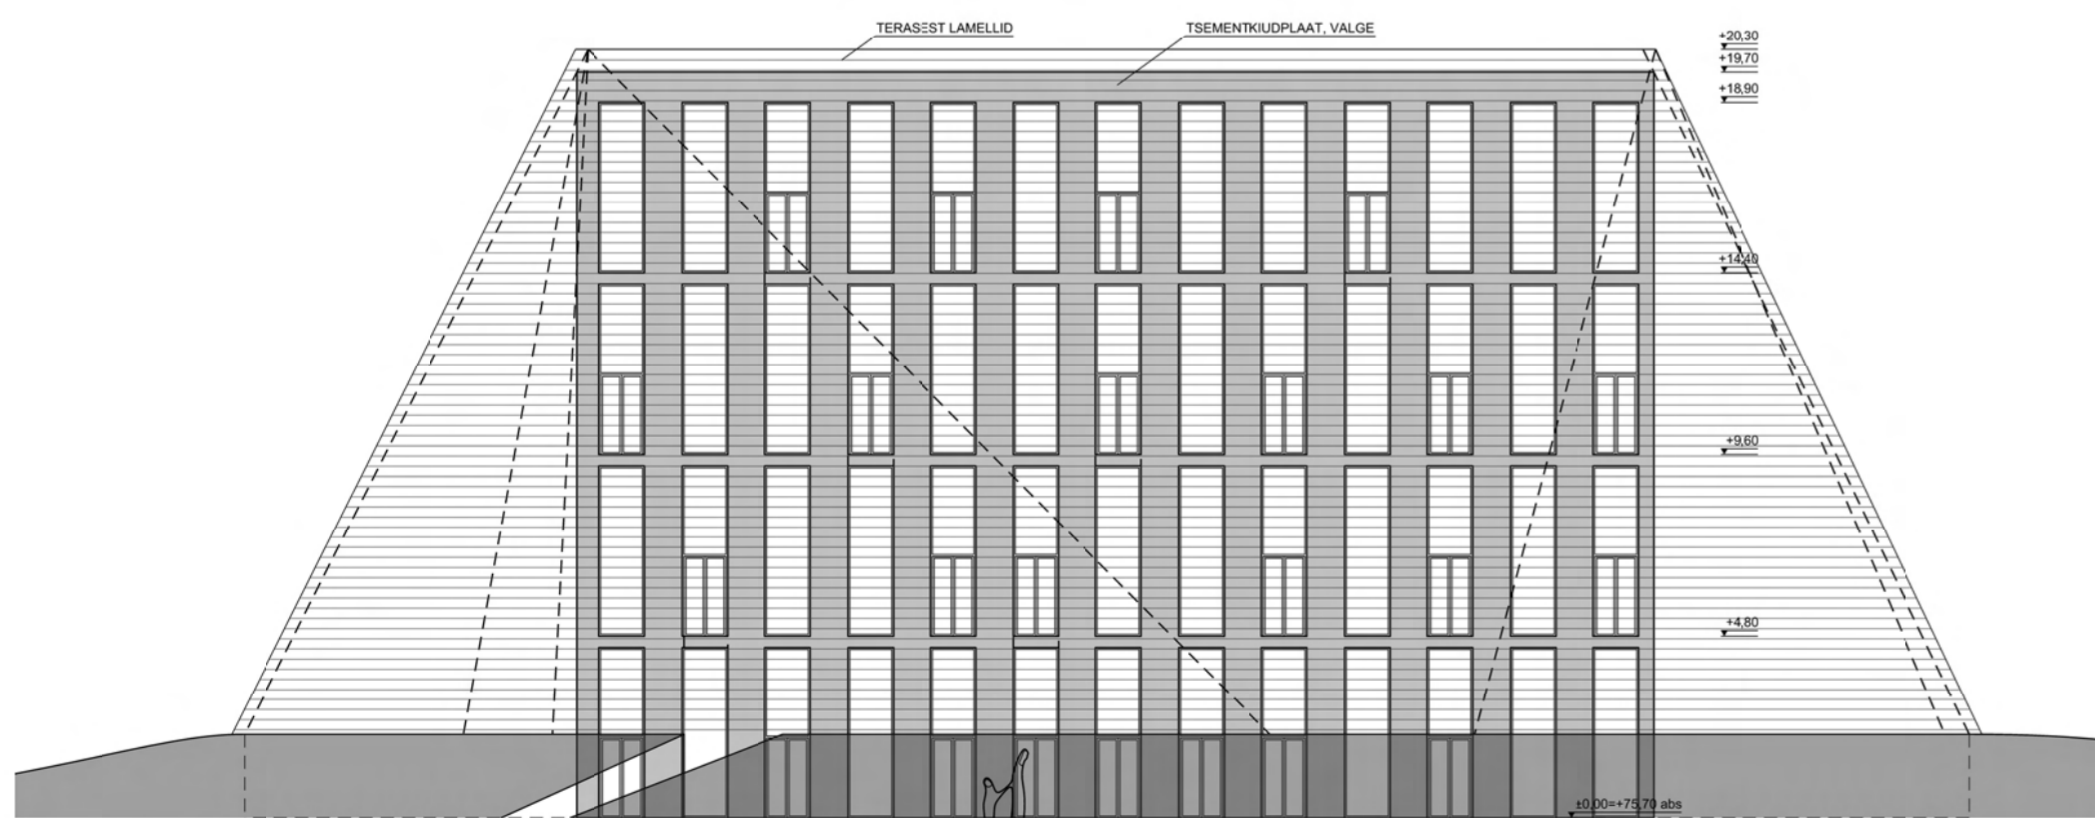 TERASEST LAMELLID
TSEMENTKIUDPLAAT, VALGE
+20,30
+19,70
+18,90
+14,40
+9,60
+4,80
±0,00=+75,70 abs